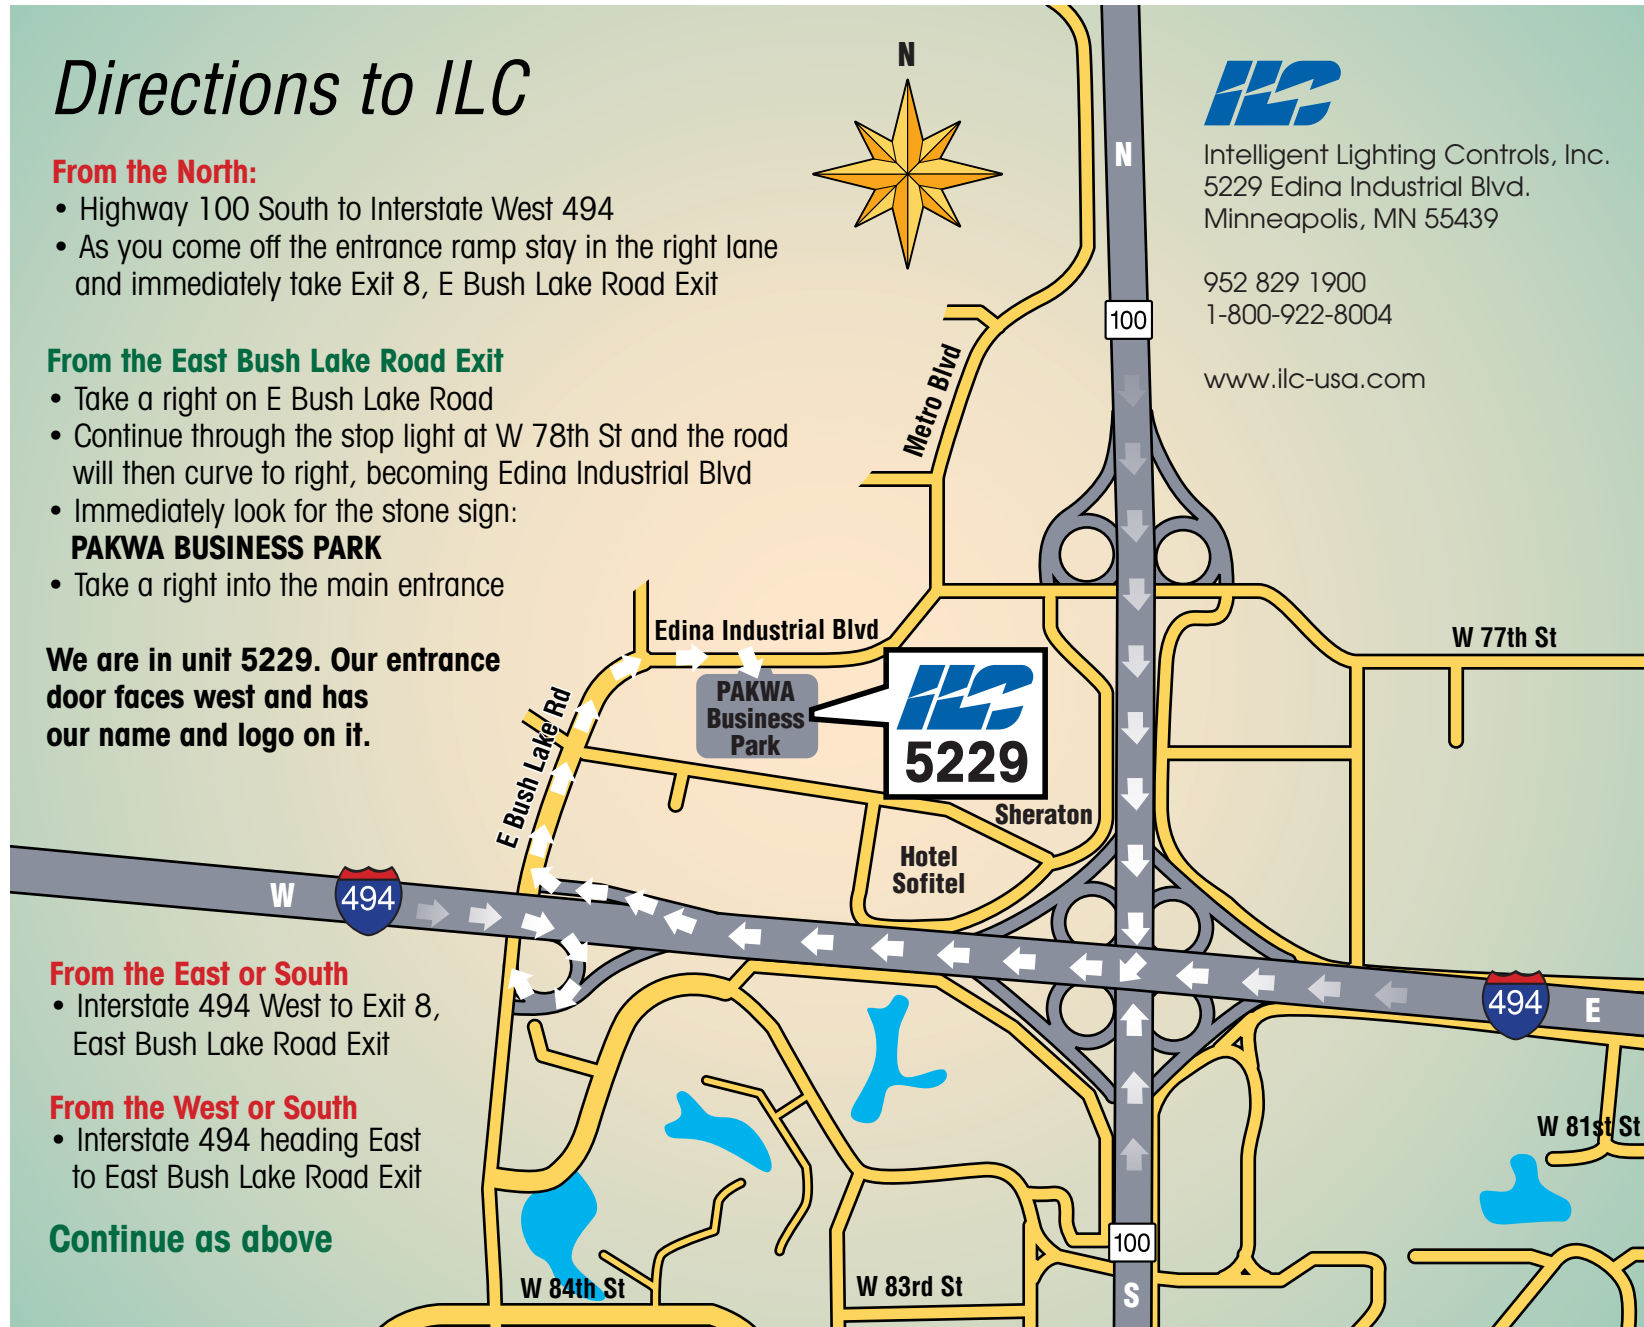 Directions to ILC
From the North:
• Highway 100 South to Interstate West 494
• As you come off the entrance ramp stay in the right lane
and immediately take Exit 8, E Bush Lake Road Exit
From the East Bush Lake Road Exit
• Take a right on E Bush Lake Road
• Continue through the stop light at W 78th St and the road
will then curve to right, becoming Edina Industrial Blvd
• Immediately look for the stone sign:
PAKWA BUSINESS PARK
• Take a right into the main entrance
We are in unit 5229. Our entrance
door faces west and has
our name and logo on it.
From the East or South
• Interstate 494 West to Exit 8,
East Bush Lake Road Exit
From the West or South
• Interstate 494 heading East
to East Bush Lake Road Exit
Continue as above
N
ILC
Intelligent Lighting Controls, Inc.
5229 Edina Industrial Blvd.
Minneapolis, MN 55439
952 829 1900
1-800-922-8004
www.ilc-usa.com
N
100
Metro Blvd
Edina Industrial Blvd
W 77th St
PAKWA
Business
Park
ILC
5229
E Bush Lake Rd
Sheraton
Hotel
Sofitel
W
494
494
E
W 81st St
100
S
W 84th St
W 83rd St